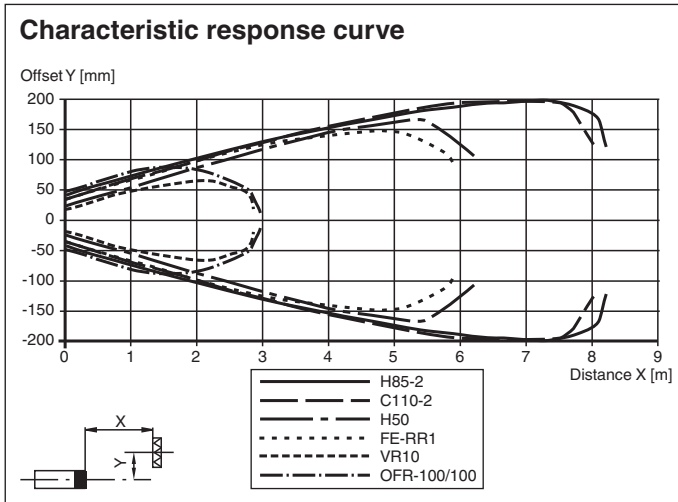 Characteristic response curve
Offset Y [mm]
200
150
100
50
0
-50
-100
-150
-200
0 1 2 3 4 5 6 7 8 9
Distance X [m]
H85-2
C110-2
H50
FE-RR1
VR10
OFR-100/100
X
Y